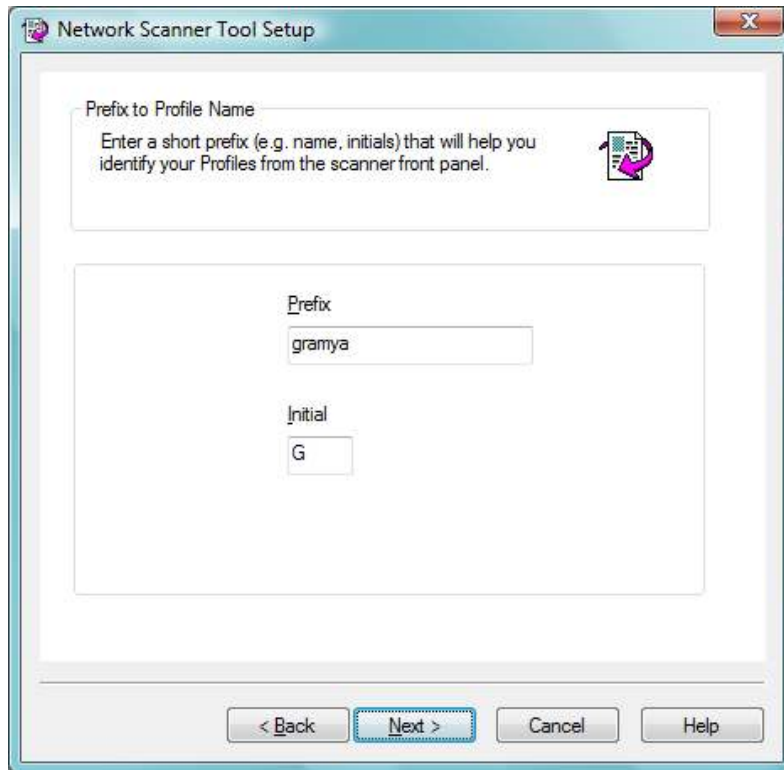 Network Scanner Tool Setup
Prefix to Profile Name
Enter a short prefix (e.g. name, initials) that will help you
identify your Profiles from the scanner front panel.
Prefix
gramya
Initial
G
< Back Next > Cancel Help